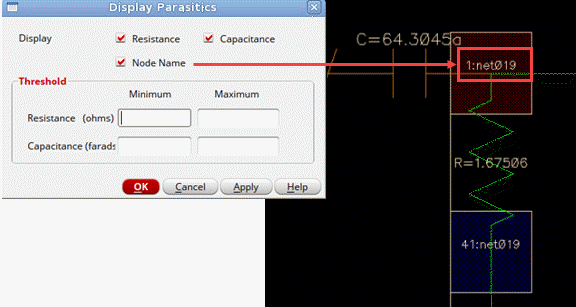 Display Parasitics
Display
Resistance
Capacitance
Node Name
Threshold
Minimum Maximum
Resistance (ohms)
Capacitance (farads
OK Cancel Apply Help
C=64.3045a
1:net019
R=1.67506
41:net019